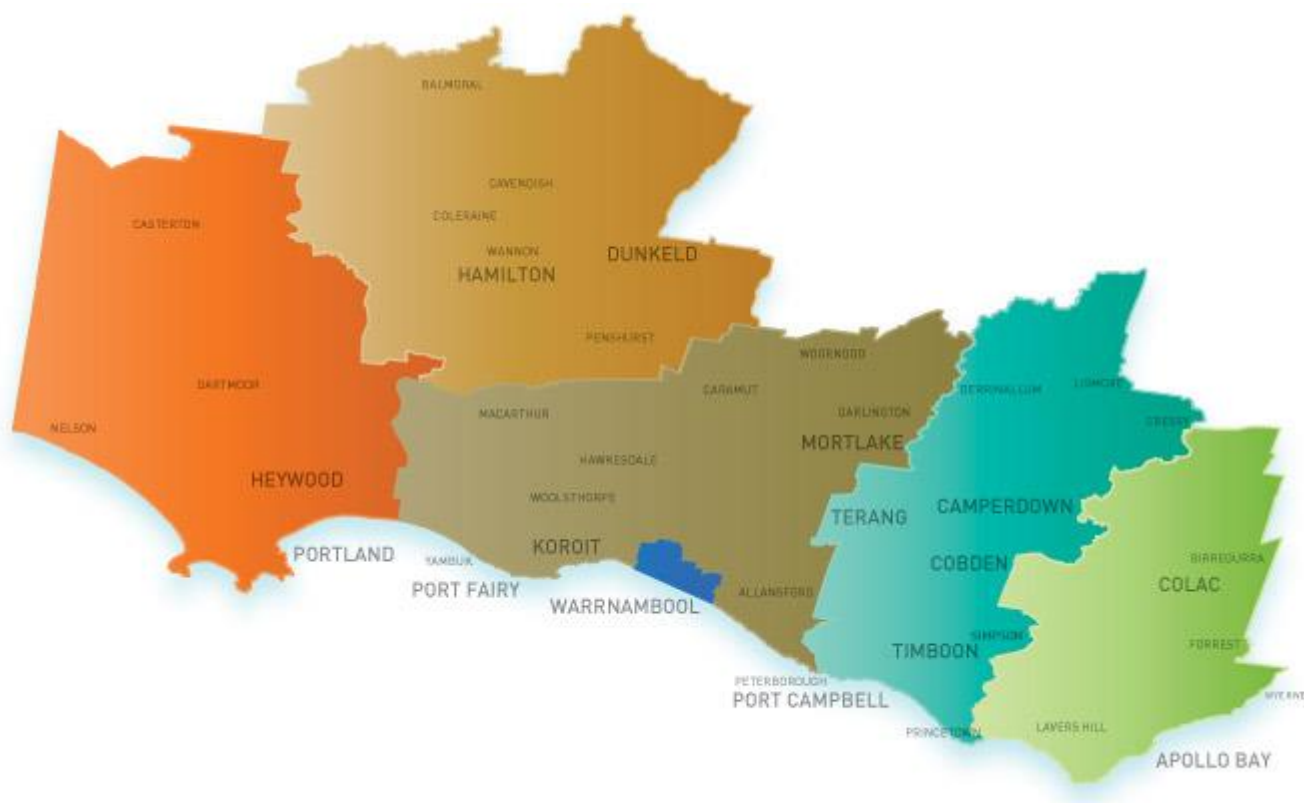 BALMORAL
CAVENDISH
CASTERTON
COLERAINE
WANNON
DUNKELD
HAMILTON
PENSHURST
WOORNDOO
DARTMOOR
CARAMUT
DERRINALLUM
LISMORE
MACARTHUR
DARLINGTON
CRESSY
NELSON
MORTLAKE
HAWKESDALE
HEYWOOD
WOOLSTHORPE
CAMPERDOWN
TERANG
KOROIT
PORTLAND
YAMBUK
BIRREGURRA
COBDEN
COLAC
PORT FAIRY
ALLANSFORD
WARRNAMBOOL
SIMPSON
FORREST
TIMBOON
PETERBOROUGH
PORT CAMPBELL
LAVERS HILL
PRINCETOWN
APOLLO BAY